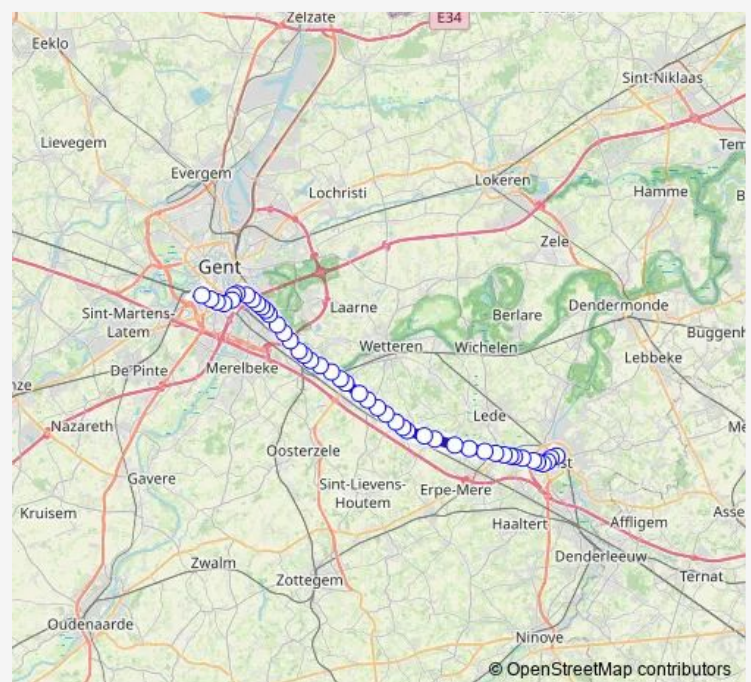 Zelzate
E34
Eeklo
Sint-Niklaas
Lievegem
Evergem
Lochristi
Lokeren
Hamme
Zele
Gent
Sint-Martens-
Latem
Laarne
Berlare
Dendermonde
De Pinte
Merelbeke
Wetteren
Wichelen
Lebbeke
Nazareth
Lede
Oosterzele
Gavere
Sint-Lievens-
Houtem
Erpe-Mere
Kruisem
Haaltert
Affligem
Zwalm
Zottegem
Denderleeuw
Ternat
Oudenaarde
Ninove
© OpenStreetMap contributors